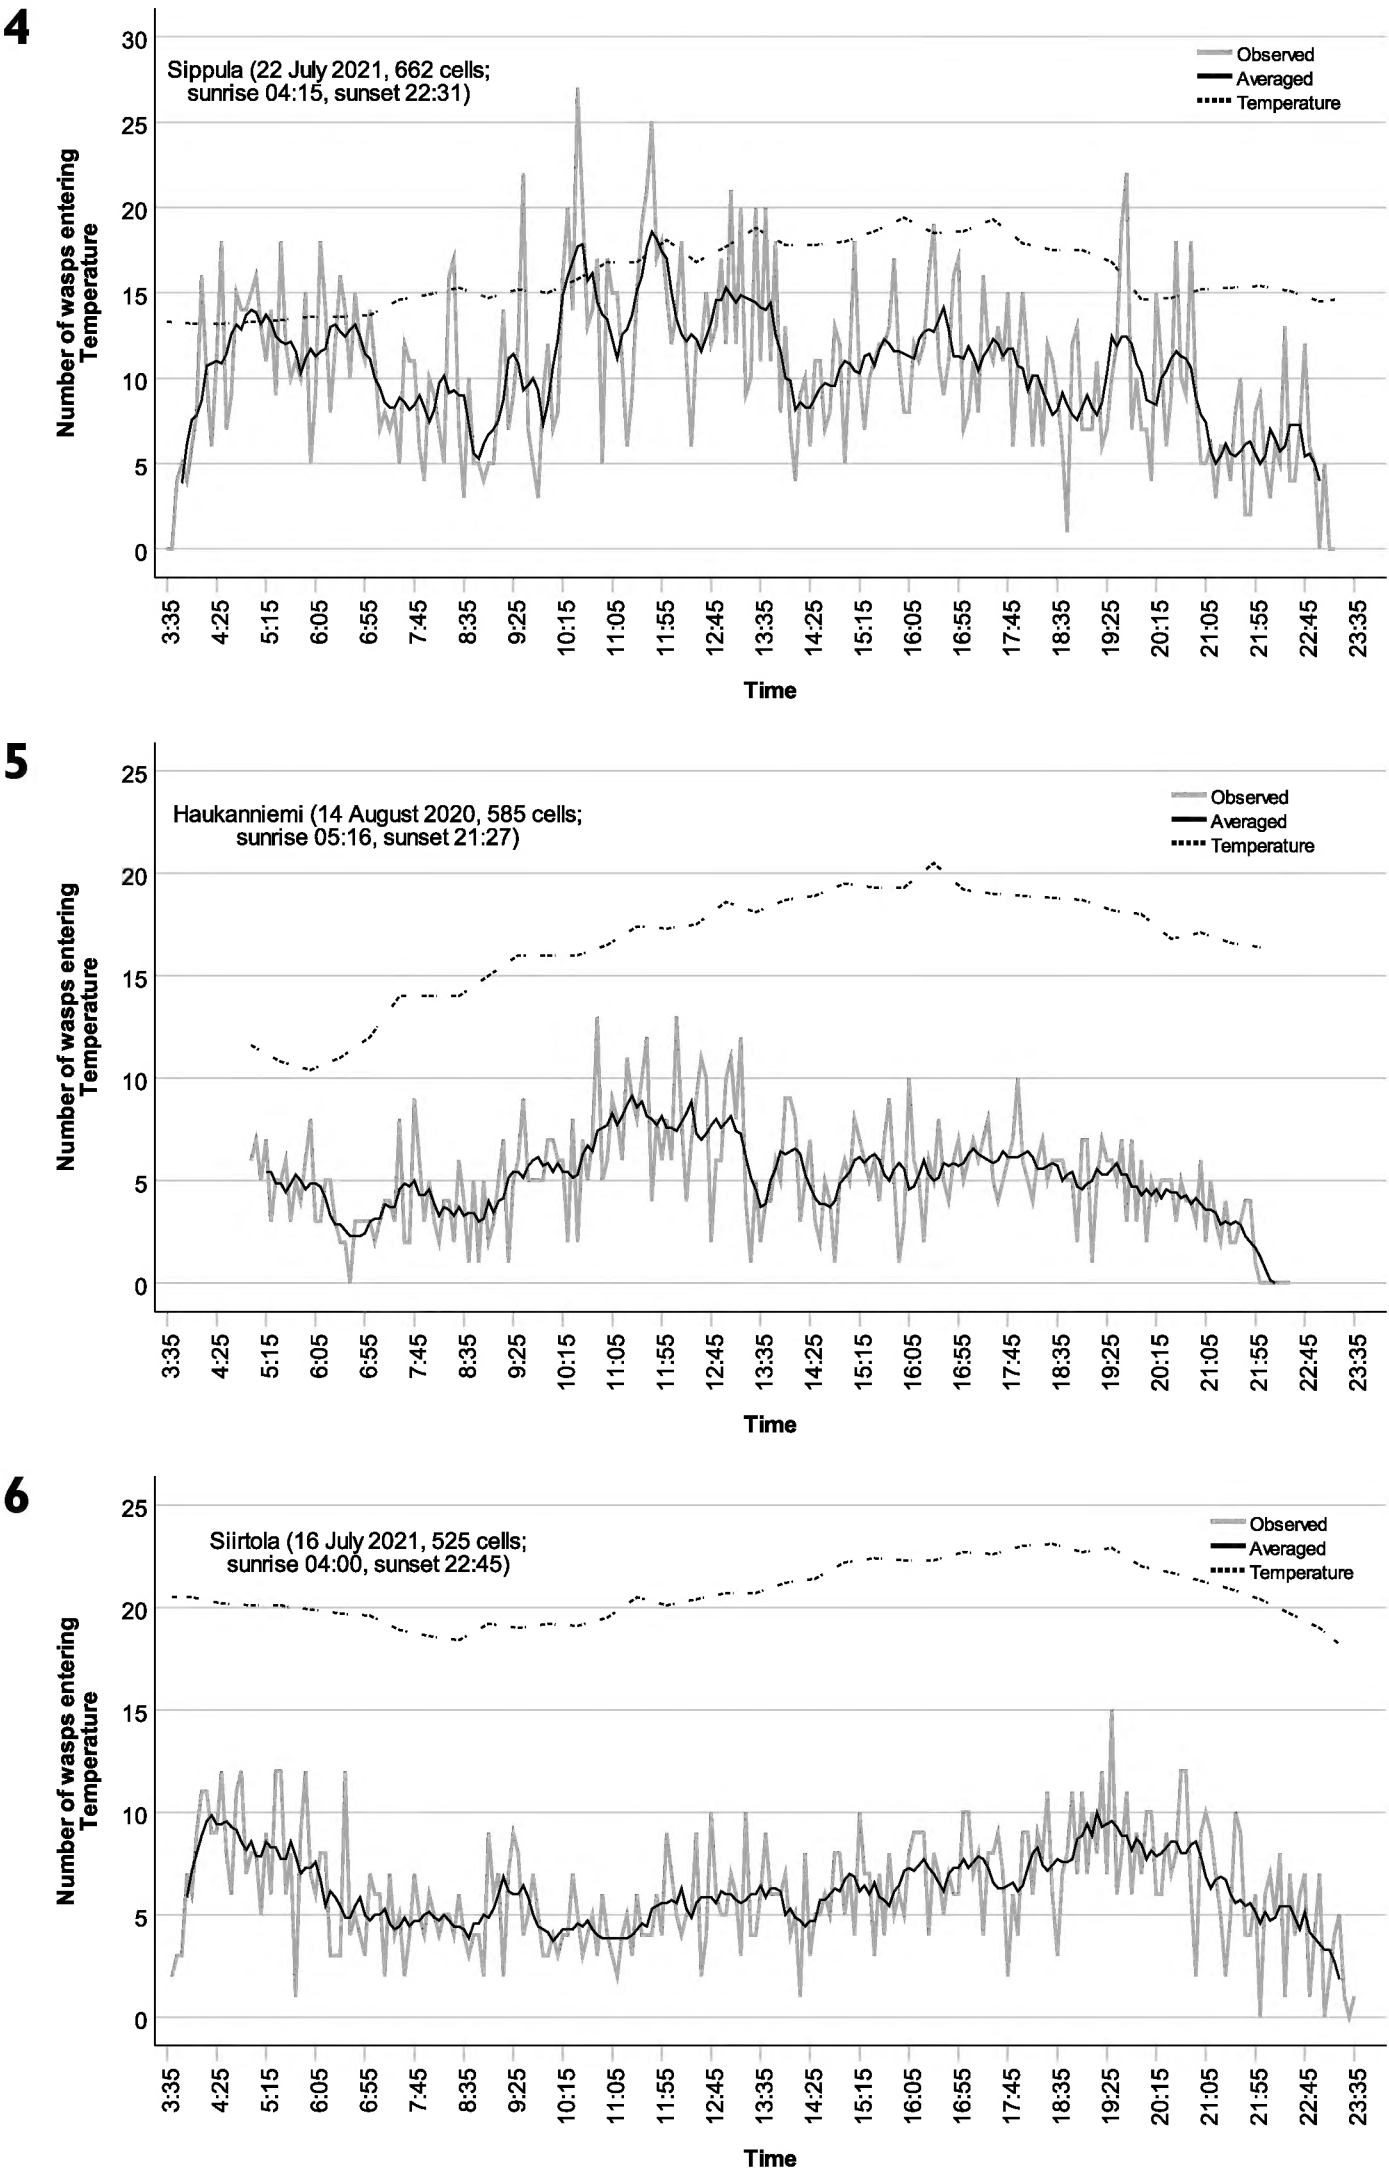 4
30
25
20
15
10
5
0
Number of wasps entering
Temperature
Sippula (22 July 2021, 662 cells;
sunrise 04:15, sunset 22:31)
Observed
Averaged
Temperature
3:35 4:25 5:15 6:05 6:55 7:45 8:35 9:25 10:15 11:05 11:55 12:45 13:35 14:25 15:15 16:05 16:55 17:45 18:35 19:25 20:15 21:05 21:55 22:45 23:35
Time
5
25
20
15
10
5
0
Number of wasps entering
Temperature
Haukanniemi (14 August 2020, 585 cells;
sunrise 05:16, sunset 21:27)
Observed
Averaged
Temperature
3:35 4:25 5:15 6:05 6:55 7:45 8:35 9:25 10:15 11:05 11:55 12:45 13:35 14:25 15:15 16:05 16:55 17:45 18:35 19:25 20:15 21:05 21:55 22:45 23:35
Time
6
25
20
15
10
5
0
Number of wasps entering
Temperature
Siirtola (16 July 2021, 525 cells;
sunrise 04:00, sunset 22:45)
Observed
Averaged
Temperature
3:35 4:25 5:15 6:05 6:55 7:45 8:35 9:25 10:15 11:05 11:55 12:45 13:35 14:25 15:15 16:05 16:55 17:45 18:35 19:25 20:15 21:05 21:55 22:45 23:35
Time